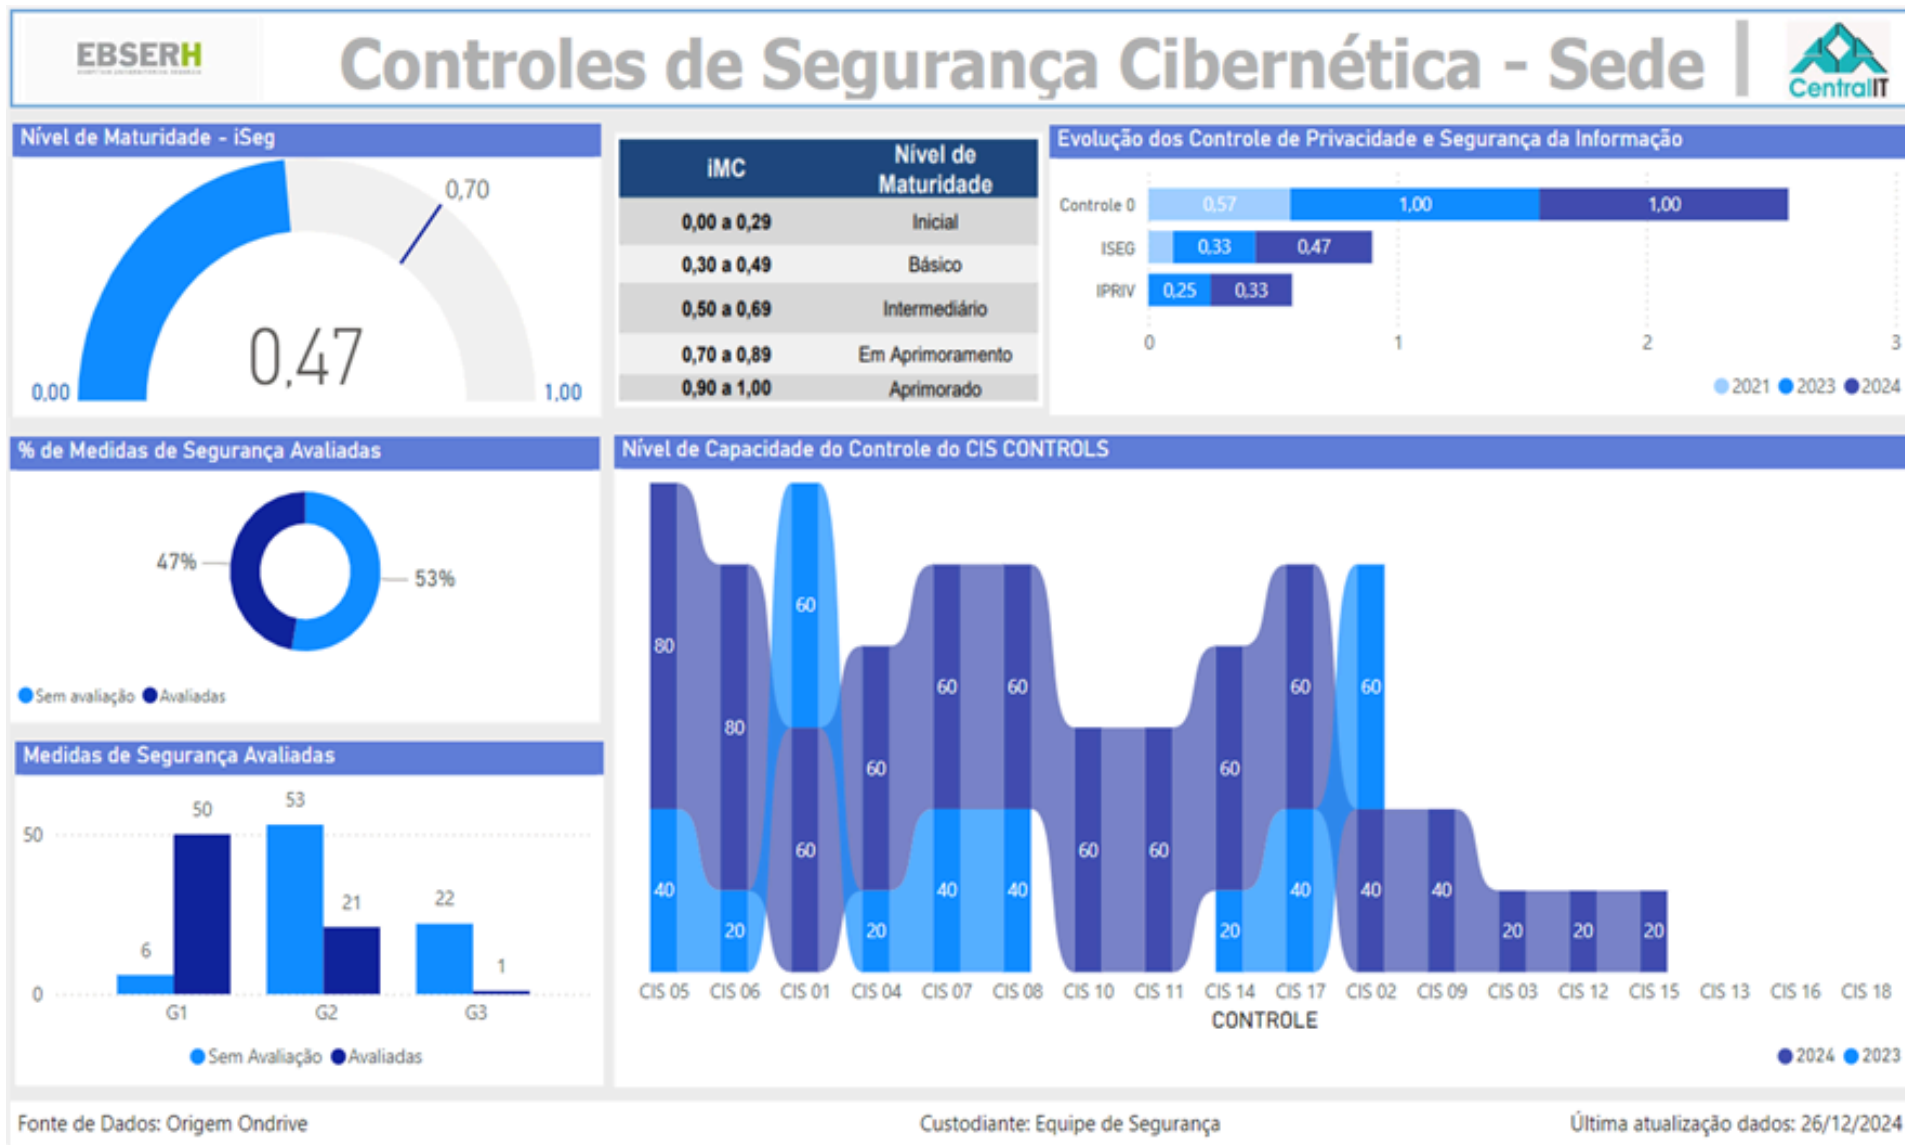 EBSERH
Controles de Segurança Cibernética - Sede
CentralIT
Nível de Maturidade - iSeg
0,70
0,47
0,00
1,00
iMC Nível de Maturidade
0,00 a 0,29 Inicial
0,30 a 0,49 Básico
0,50 a 0,69 Intermediário
0,70 a 0,89 Em Aprimoramento
0,90 a 1,00 Aprimorado
Evolução dos Controle de Privacidade e Segurança da Informação
Controle 0 0,57 1,00 1,00
ISEG 0,33 0,47
IPRIV 0,25 0,33
0 1 2 3
2021 2023 2024
% de Medidas de Segurança Avaliadas
47%
53%
Sem avaliação Avaliadas
Medidas de Segurança Avaliadas
50
0
6 50 53 21 22 1
G1 G2 G3
Sem Avaliação Avaliadas
Nível de Capacidade do Controle do CIS CONTROLS
80 80 60 60 60 60 60 60 60 60 40 40 20 20 20
40 20 60 20 40 40 20 40 60
CIS 05 CIS 06 CIS 01 CIS 04 CIS 07 CIS 08 CIS 10 CIS 11 CIS 14 CIS 17 CIS 02 CIS 09 CIS 03 CIS 12 CIS 15 CIS 13 CIS 16 CIS 18
CONTROLE
2024 2023
Fonte de Dados: Origem Ondrive
Custodiante: Equipe de Segurança
Última atualização dados: 26/12/2024